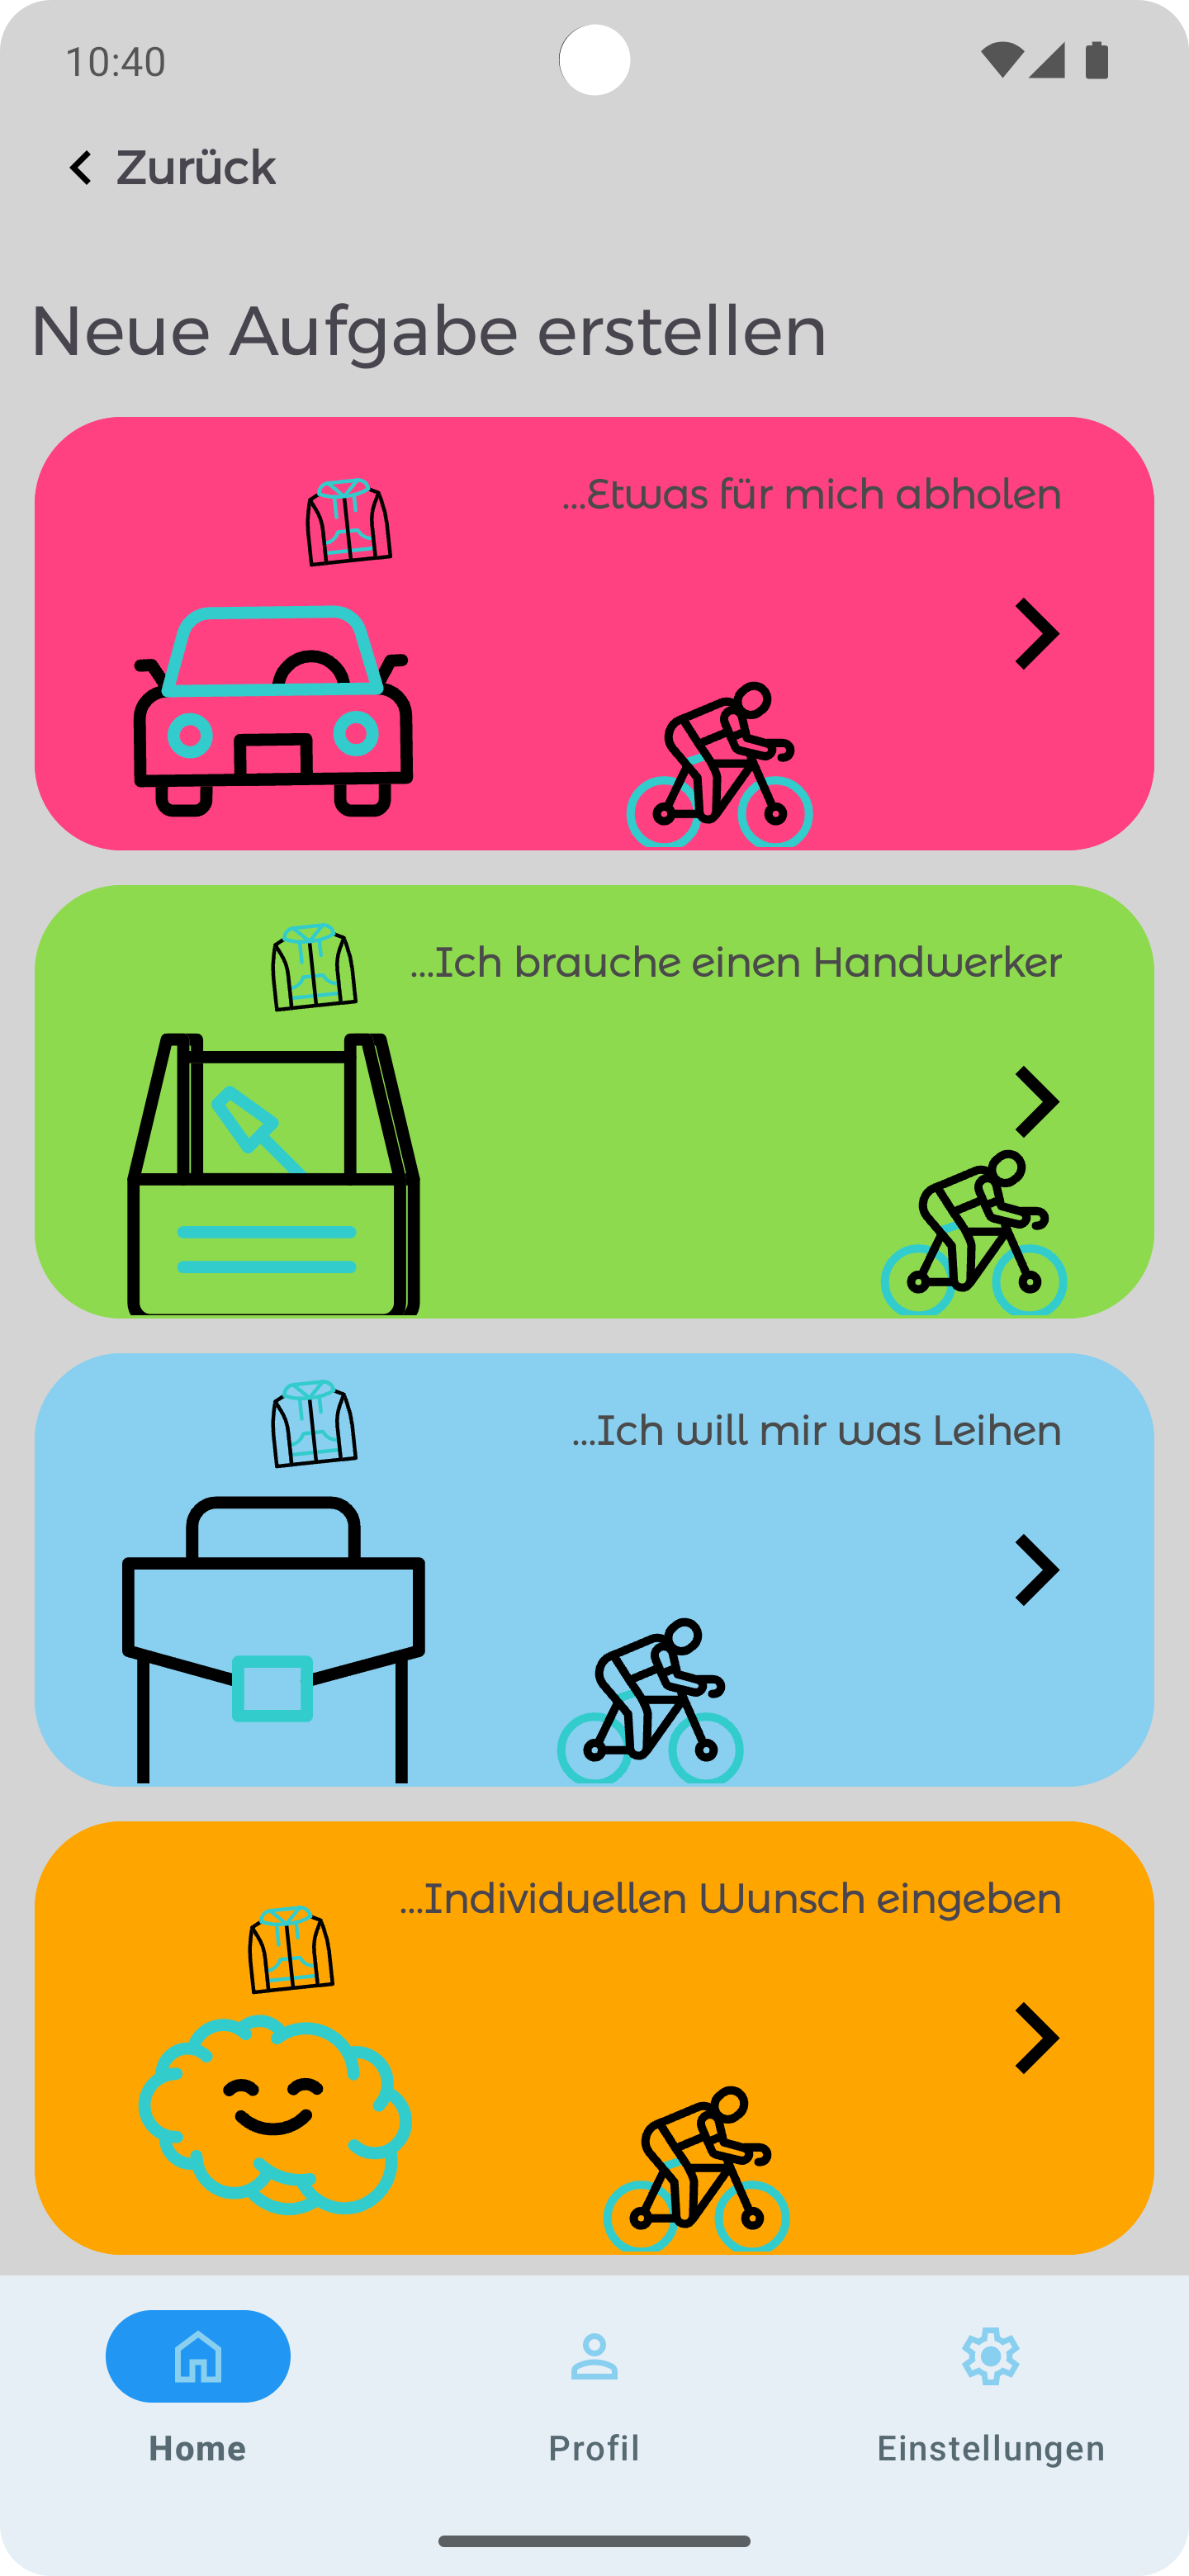 10:40
Zurück
Neue Aufgabe erstellen
...Etwas für mich abholen
...Ich brauche einen Handwerker
...Ich will mir was Leihen
...Individuellen Wunsch eingeben
Home
Profil
Einstellungen